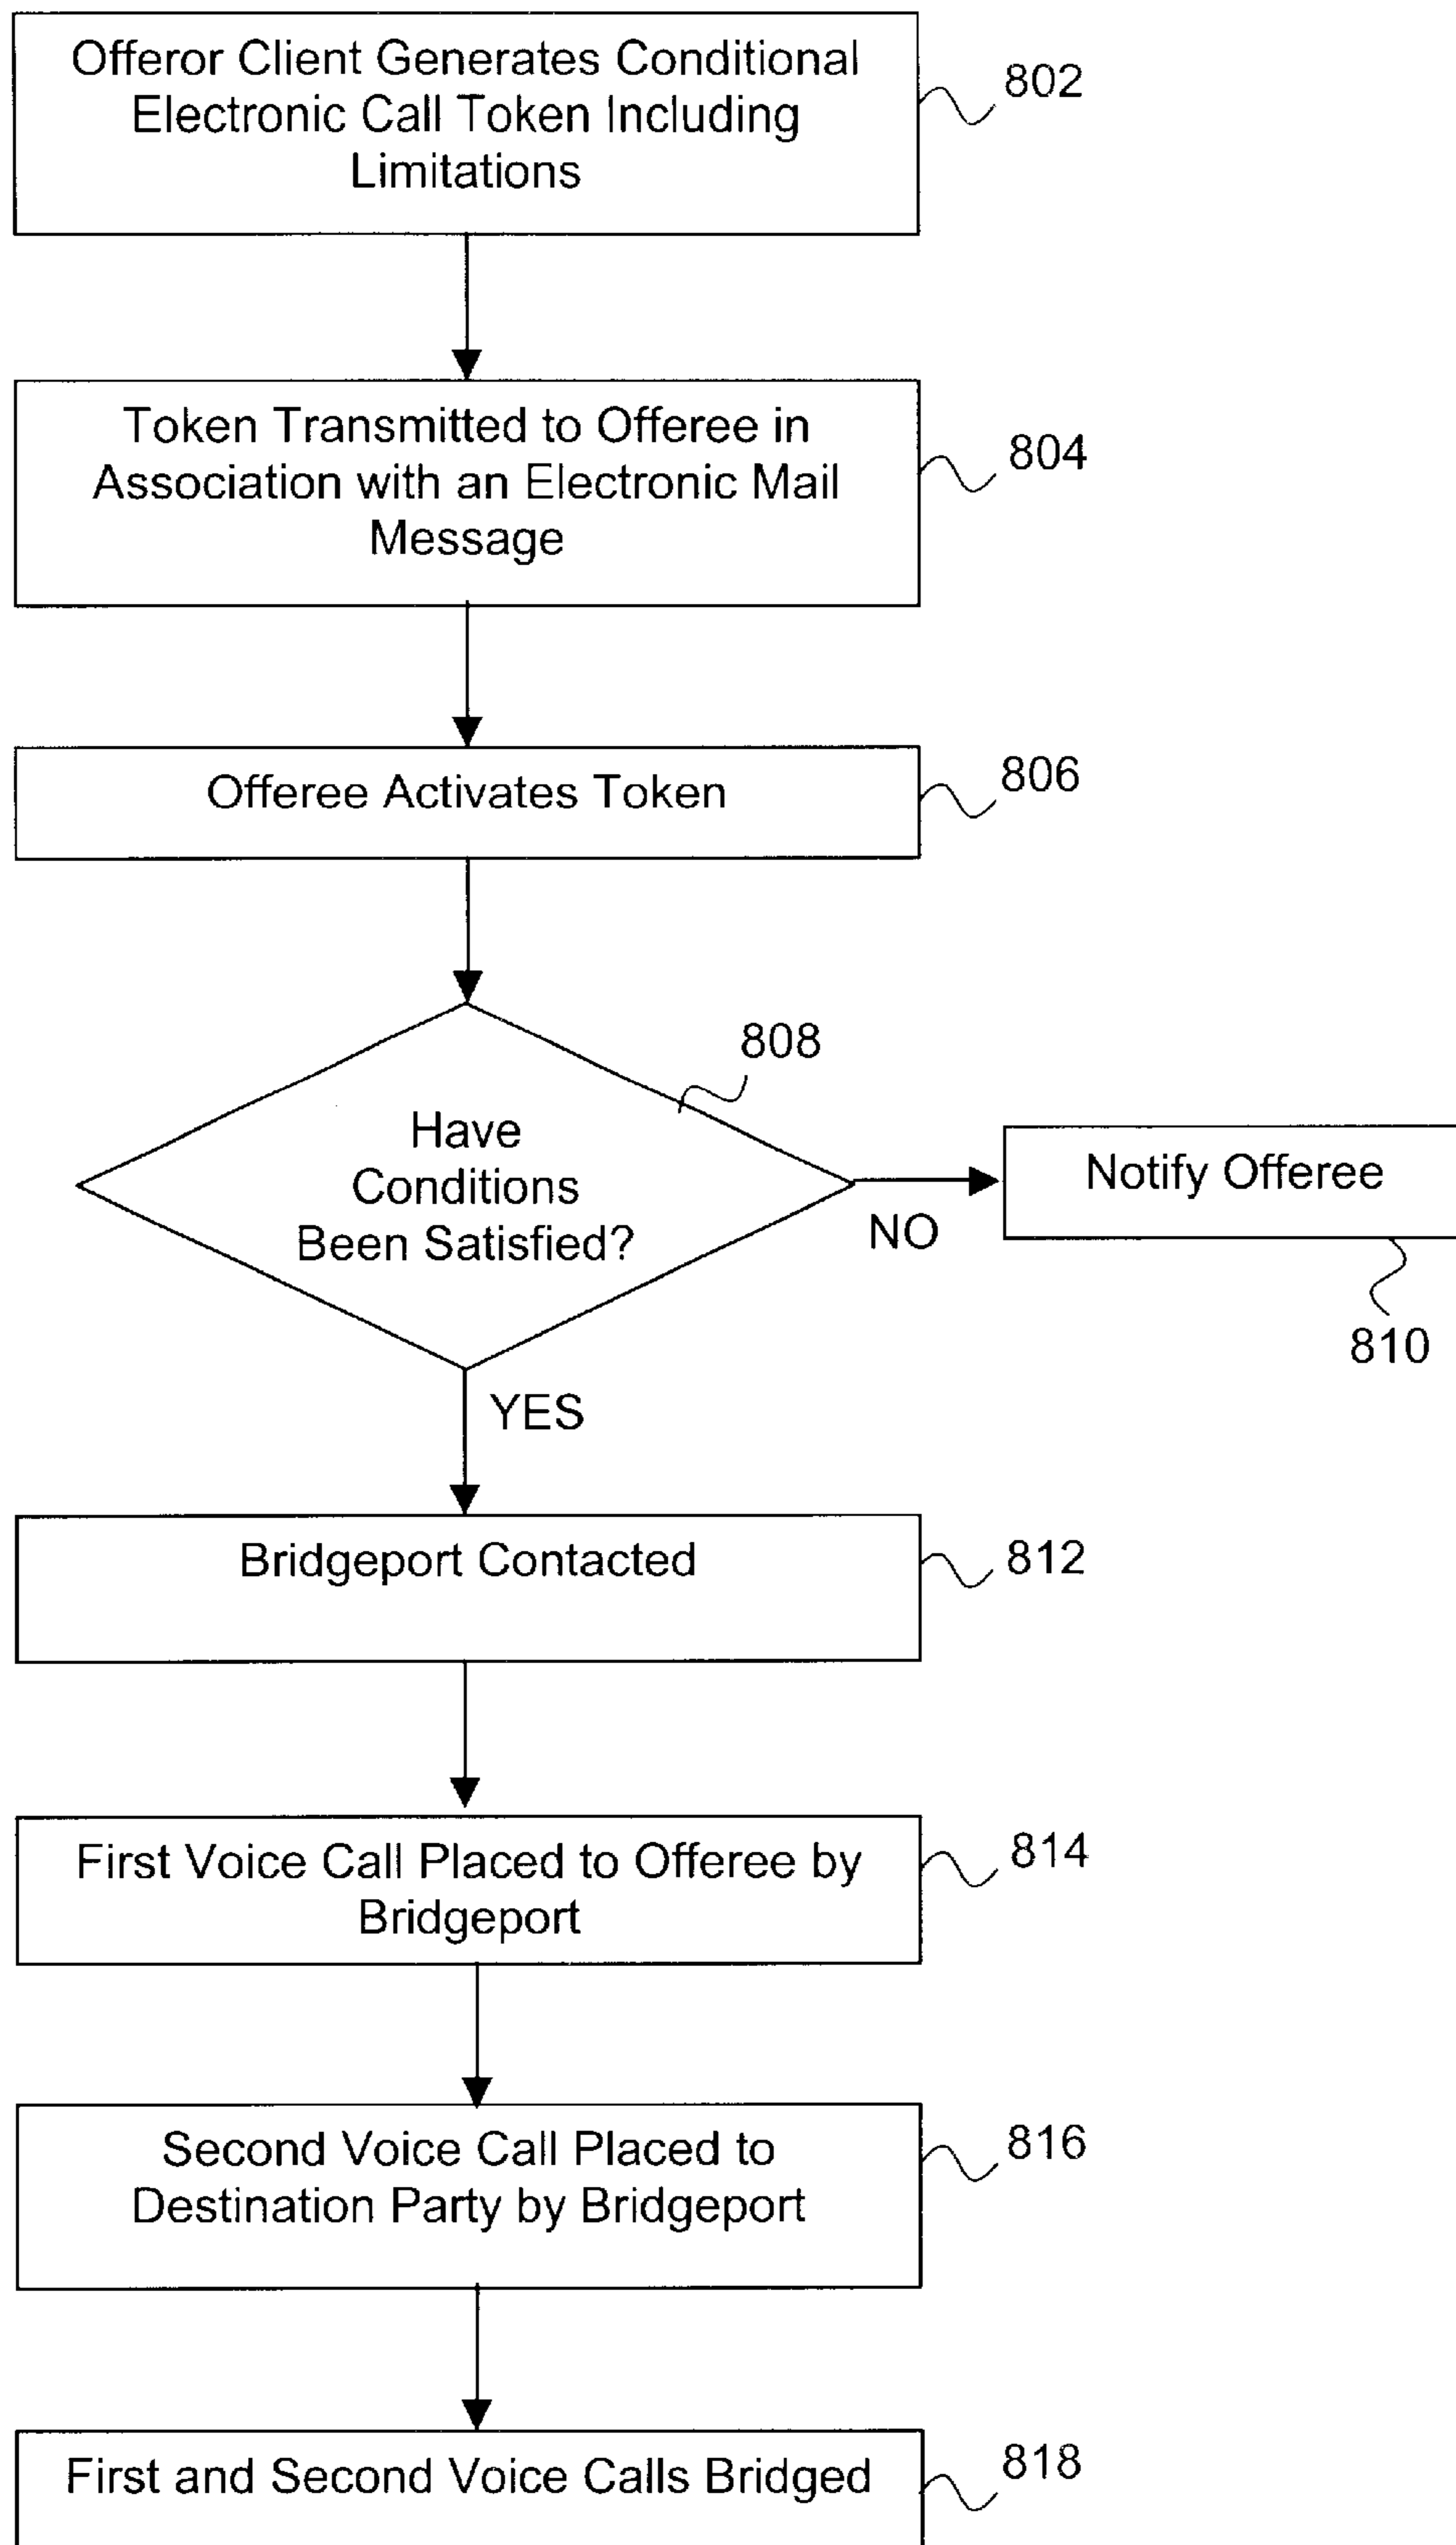 Offeror Client Generates Conditional
Electronic Call Token Including
Limitations
802
Token Transmitted to Offeree in
Association with an Electronic Mail
Message
804
Offeree Activates Token
806
808
Have
Conditions
Been Satisfied?
NO
Notify Offeree
810
YES
Bridgeport Contacted
812
First Voice Call Placed to Offeree by
Bridgeport
814
Second Voice Call Placed to
Destination Party by Bridgeport
816
First and Second Voice Calls Bridged
818